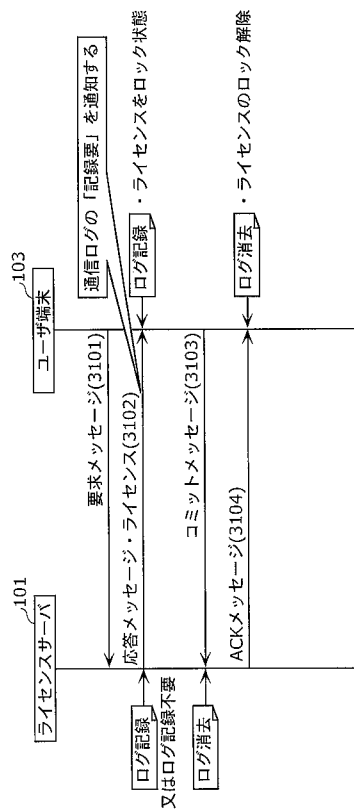 ライセンスサーバ
101
ユーザ端末
103
通信ログの「記録要」を通知する
要求メッセージ(3101)
応答メッセージ・ライセンス(3102)
ログ記録
又はログ記録不要
ログ記録
・ライセンスをロック状態
コミットメッセージ(3103)
ログ消去
ACKメッセージ(3104)
ログ消去
・ライセンスのロック解除